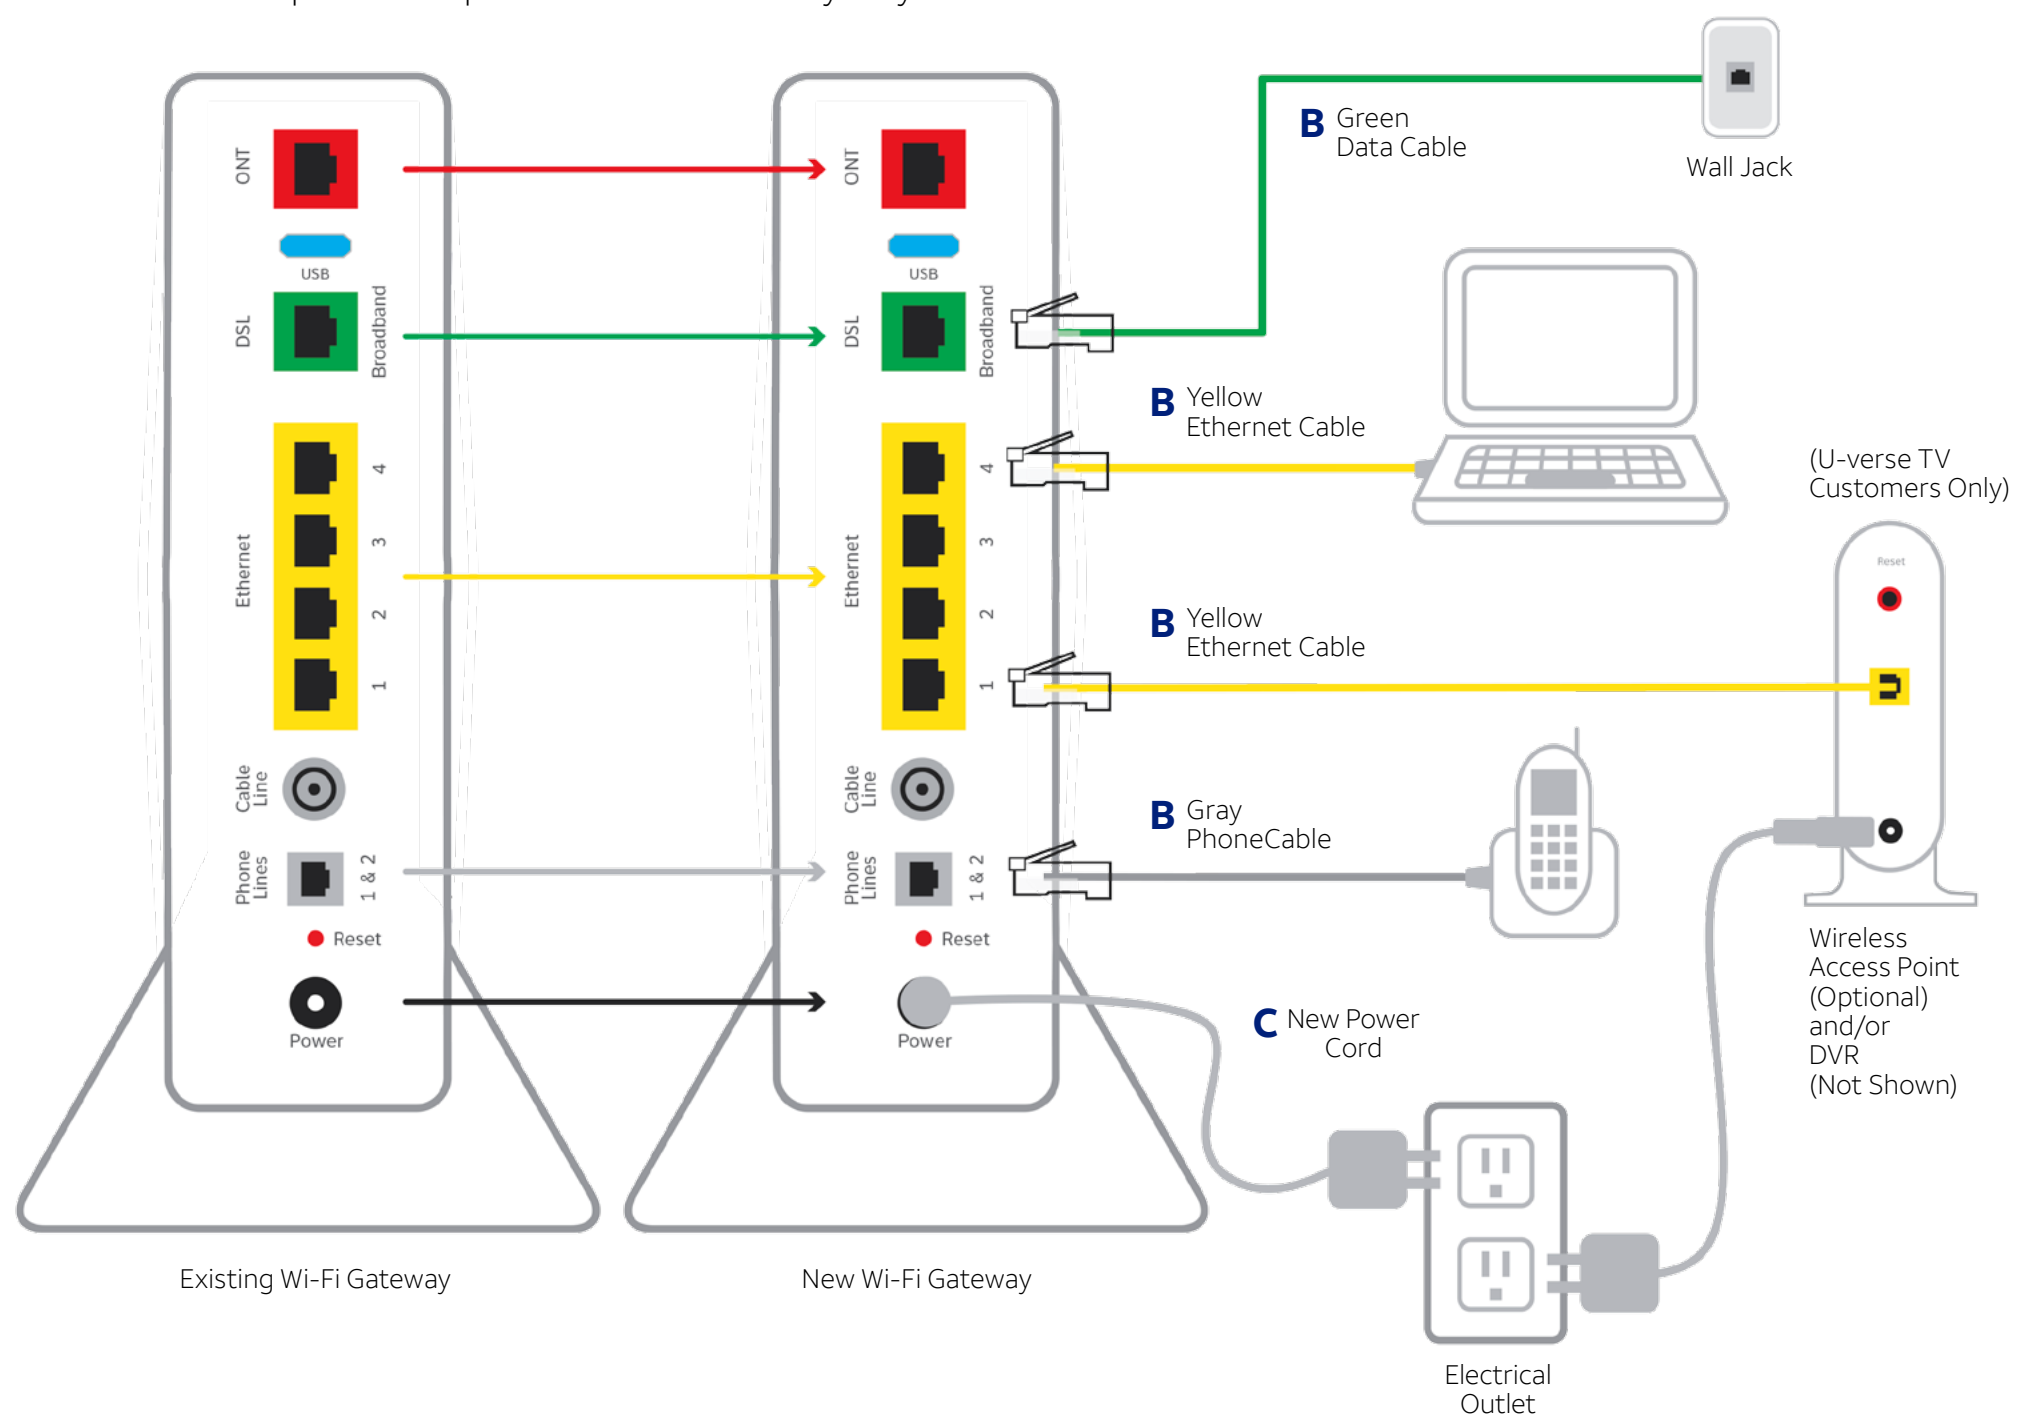 ONT
USB
DSL
Broadband
Ethernet
4
3
2
1
Cable
Line
Phone
Lines
1 & 2
Reset
Power
Existing Wi-Fi Gateway
ONT
USB
DSL
Broadband
Ethernet
4
3
2
1
Cable
Line
Phone
Lines
1 & 2
Reset
Power
New Wi-Fi Gateway
B Green
Data Cable
Wall Jack
B Yellow
Ethernet Cable
(U-verse TV
Customers Only)
Reset
B Yellow
Ethernet Cable
B Gray
PhoneCable
Wireless
Access Point
(Optional)
and/or
DVR
(Not Shown)
C New Power
Cord
Electrical
Outlet